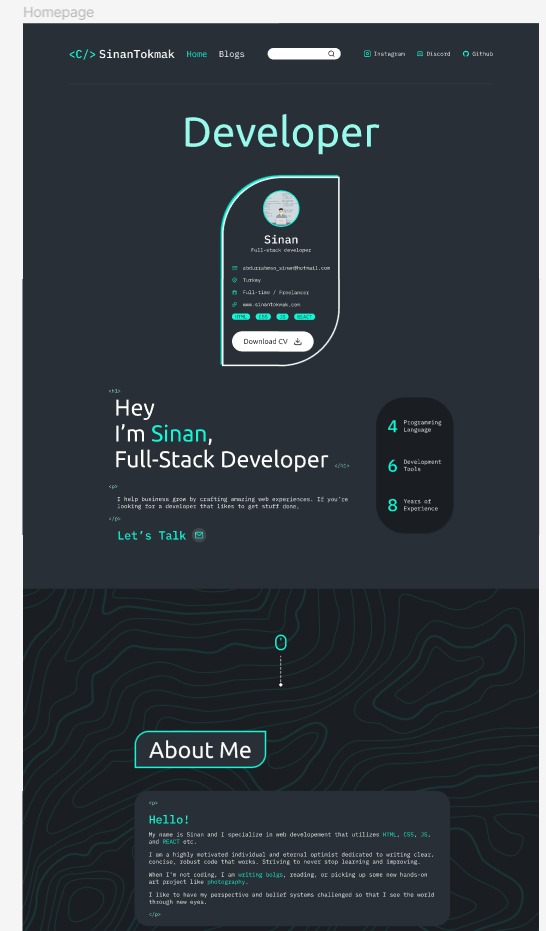 Homepage
<C/> SinanTokmak Home Blogs Instagram Discord Github
Developer
Sinan
Full-stack developer
Turkey
Full-time / Freelancer
www.sinantokmak.com
HTML CSS JS REACT
Download CV
<h1>
Hey
I'm Sinan,
Full-Stack Developer </h1>
<p>
I help business grow by crafting amazing web experiences. If you're
looking for a developer that likes to get stuff done,
</p>
Let's Talk
4 Programming
Language
6 Development
Tools
8 Years of
Experience
About Me
<p>
Hello!
My name is Sinan and I specialize in web developement that utilizes HTML, CSS, JS,
and REACT etc.
I am a highly motivated individual and eternal optimist dedicated to writing clear,
concise, robust code that works. Striving to never stop learning and improving.
When I'm not coding, I am writing bolgs, reading, or picking up some new hands-on
art project like photography.
I like to have my perspective and belief systems challenged so that I see the world
through new eyes.
</p>